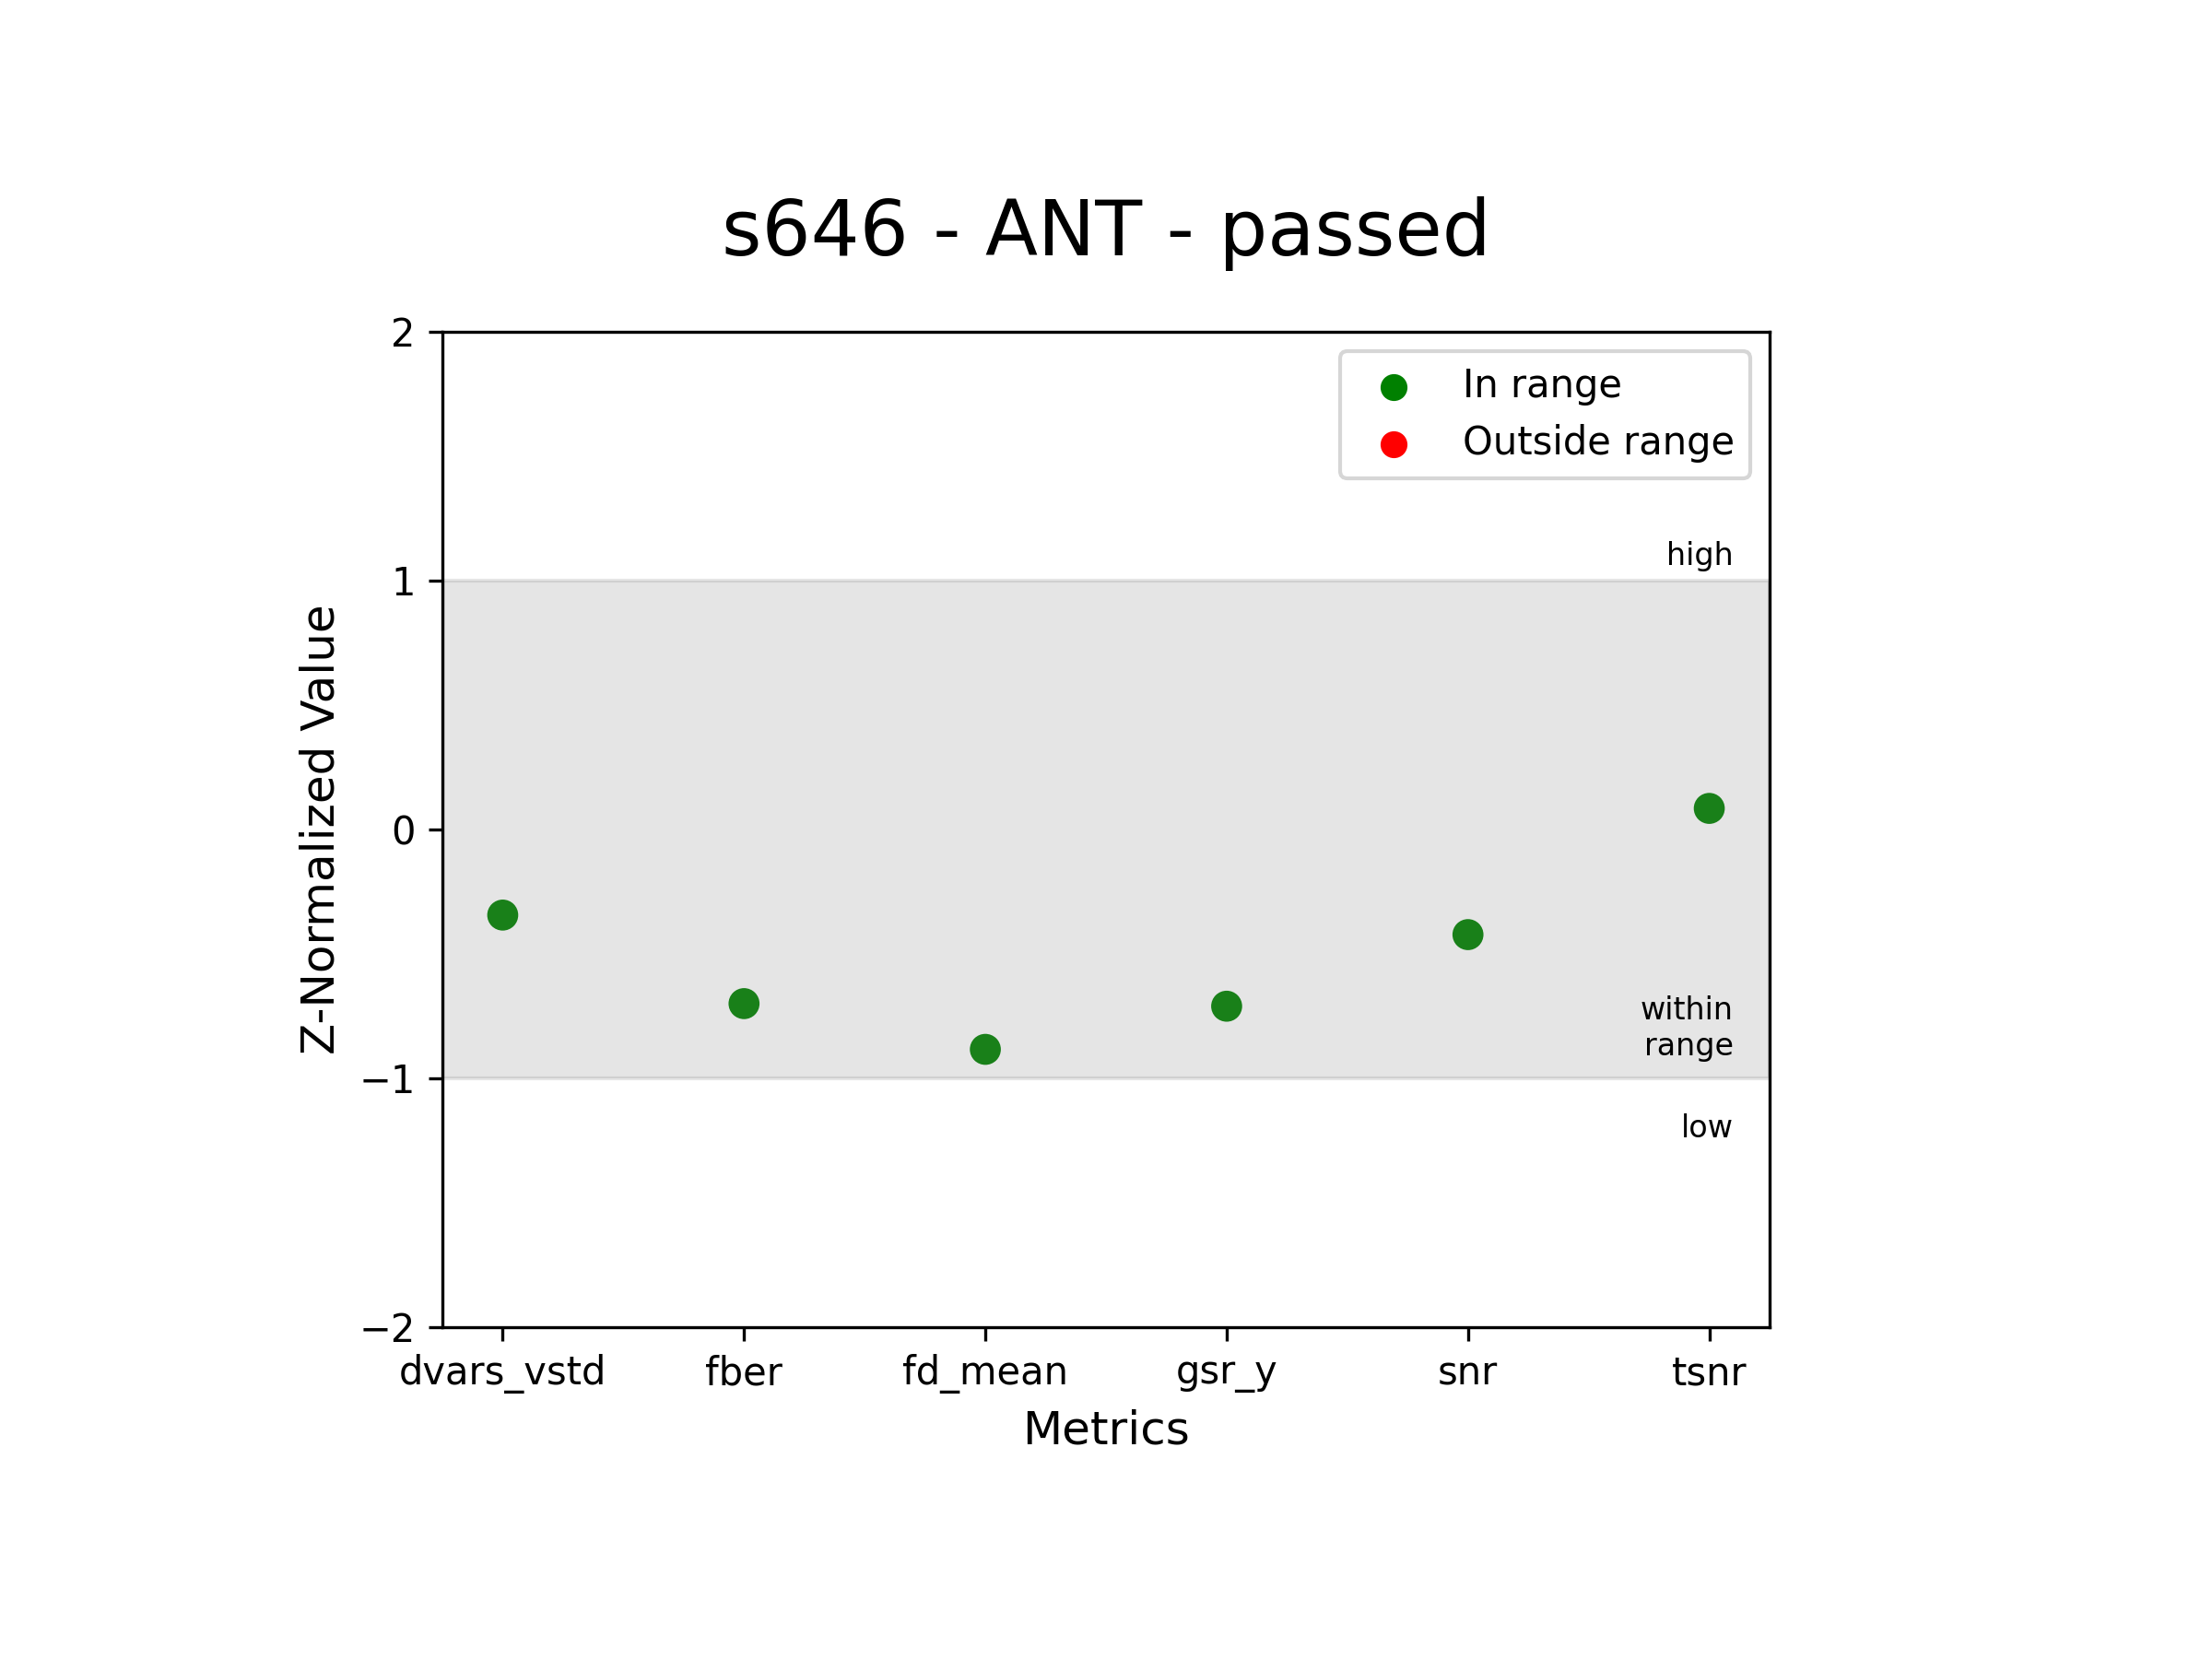 s646 - ANT - passed
2
1
0
−1
−2
Z-Normalized Value
In range
Outside range
high
within
range
low
dvars_vstd
fber
fd_mean
gsr_y
snr
tsnr
Metrics